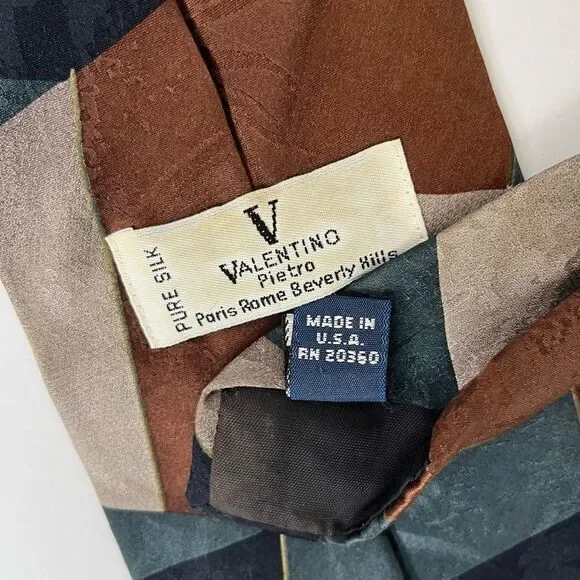 PURE SILK
V
VALENTINO
Pietro
Paris Rome Beverly Hills
MADE IN
U.S.A.
RN 20360